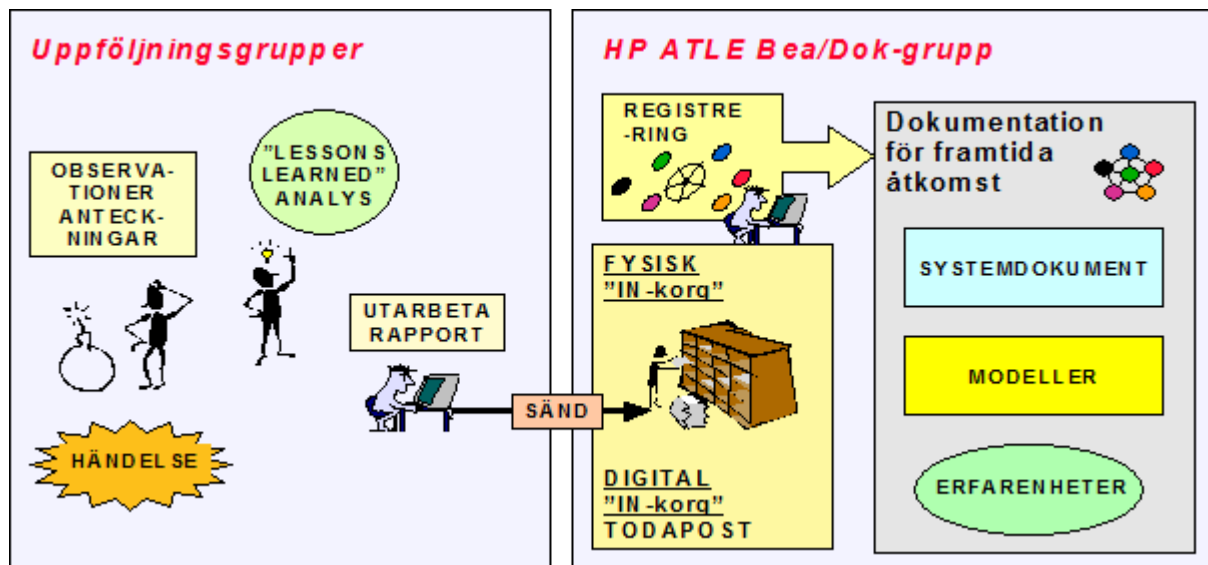 Uppföljningsgrupper
OBSERVA-
TIONER
ANTECK-
NINGAR
"LESSONS
LEARNED"
ANALYS
UTARBETA
RAPPORT
HÄNDELSE
SÄND
HP ATLE Bea/Dok-grupp
REGISTRE
-RING
FYSISK
"IN-korg"
DIGITAL
"IN-korg"
TODAPOST
Dokumentation
för framtida
åtkomst
SYSTEMDOKUMENT
MODELLER
ERFARENHETER